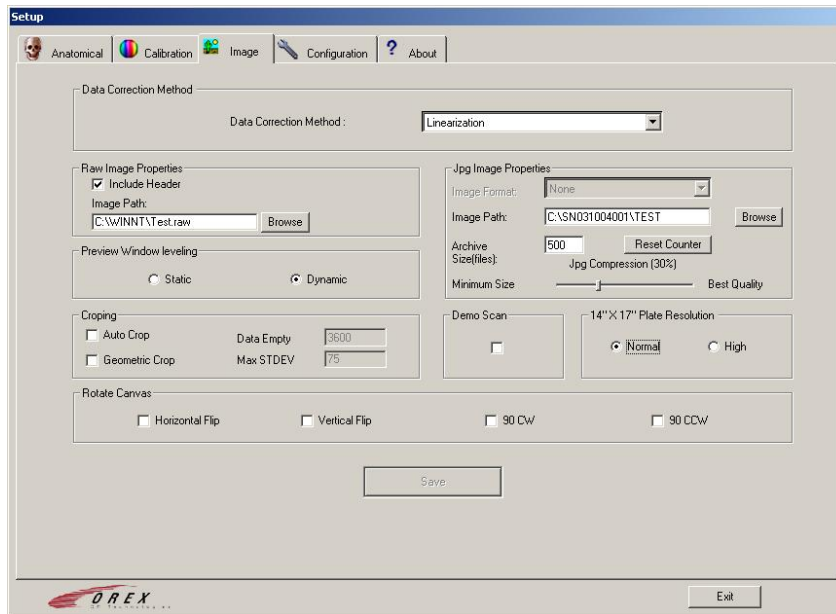 Setup
Anatomical Calibration Image Configuration ? About
Data Correction Method
Data Correction Method : Linearization
Raw Image Properties
Include Header
Image Path:
C:\WINNT\Test.raw Browse
Preview Window leveling
Static Dynamic
Jpg Image Properties
Image Format: None
Image Path: C:\SN031004001\TEST Browse
Archive
Size(files): 500 Reset Counter
Jpg Compression (30%)
Minimum Size Best Quality
Croping
Auto Crop Data Empty 3600
Geometric Crop Max STDEV 75
Demo Scan
14" X 17" Plate Resolution
Normal High
Rotate Canvas
Horizontal Flip Vertical Flip 90 CW 90 CCW
Save
OREX
Exit